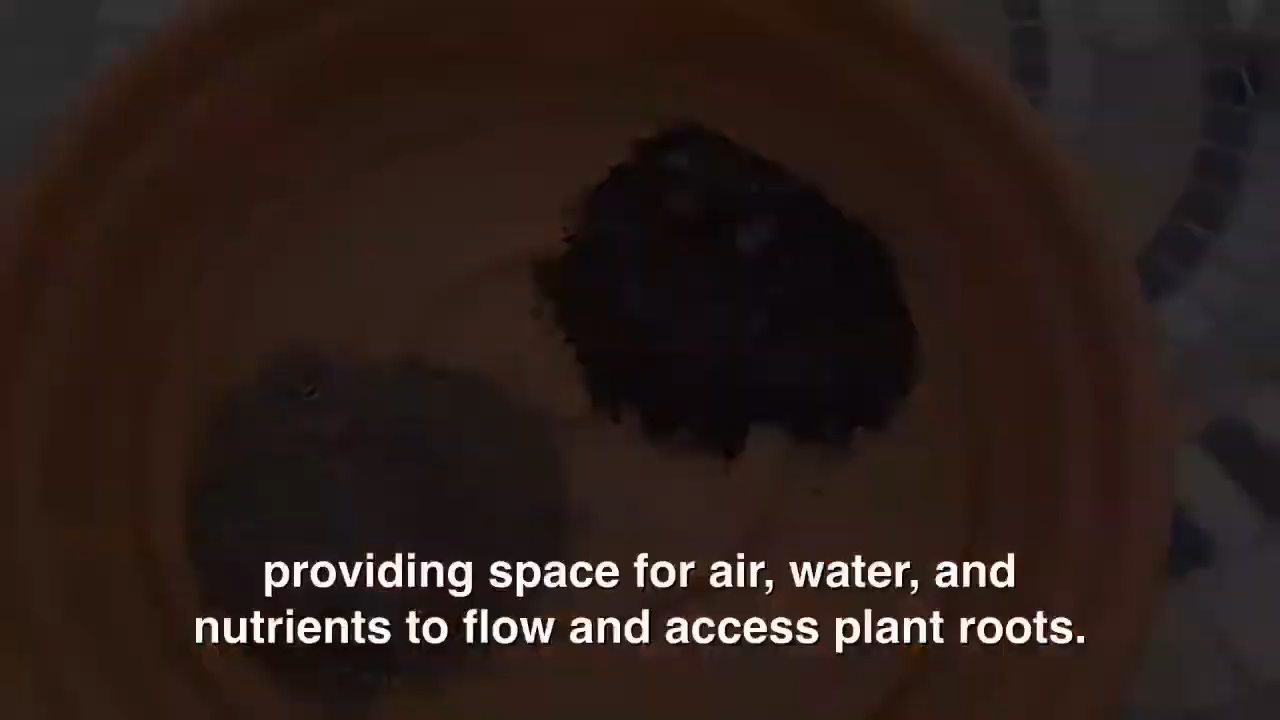 providing space for air, water, and
nutrients to flow and access plant roots.